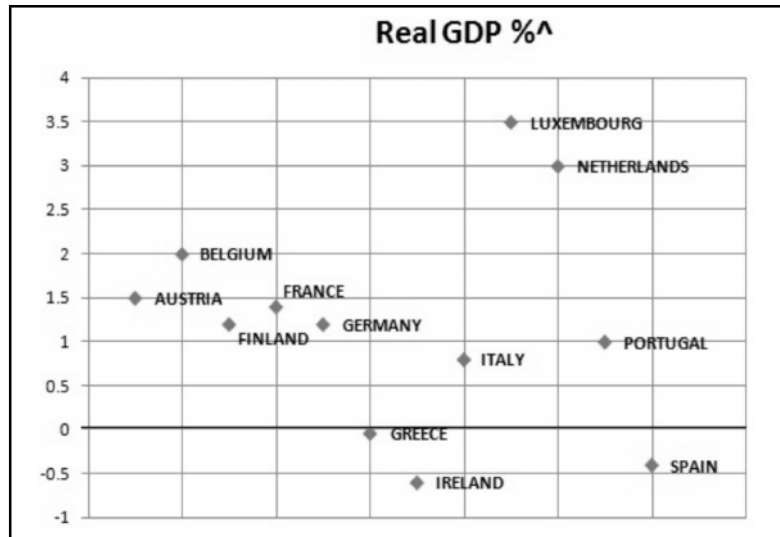 Real GDP %^
4
3.5
LUXEMBOURG
3
NETHERLANDS
2.5
2
BELGIUM
1.5
AUSTRIA
FRANCE
FINLAND
GERMANY
1
PORTUGAL
ITALY
0.5
0
GREECE
-0.5
IRELAND
SPAIN
-1